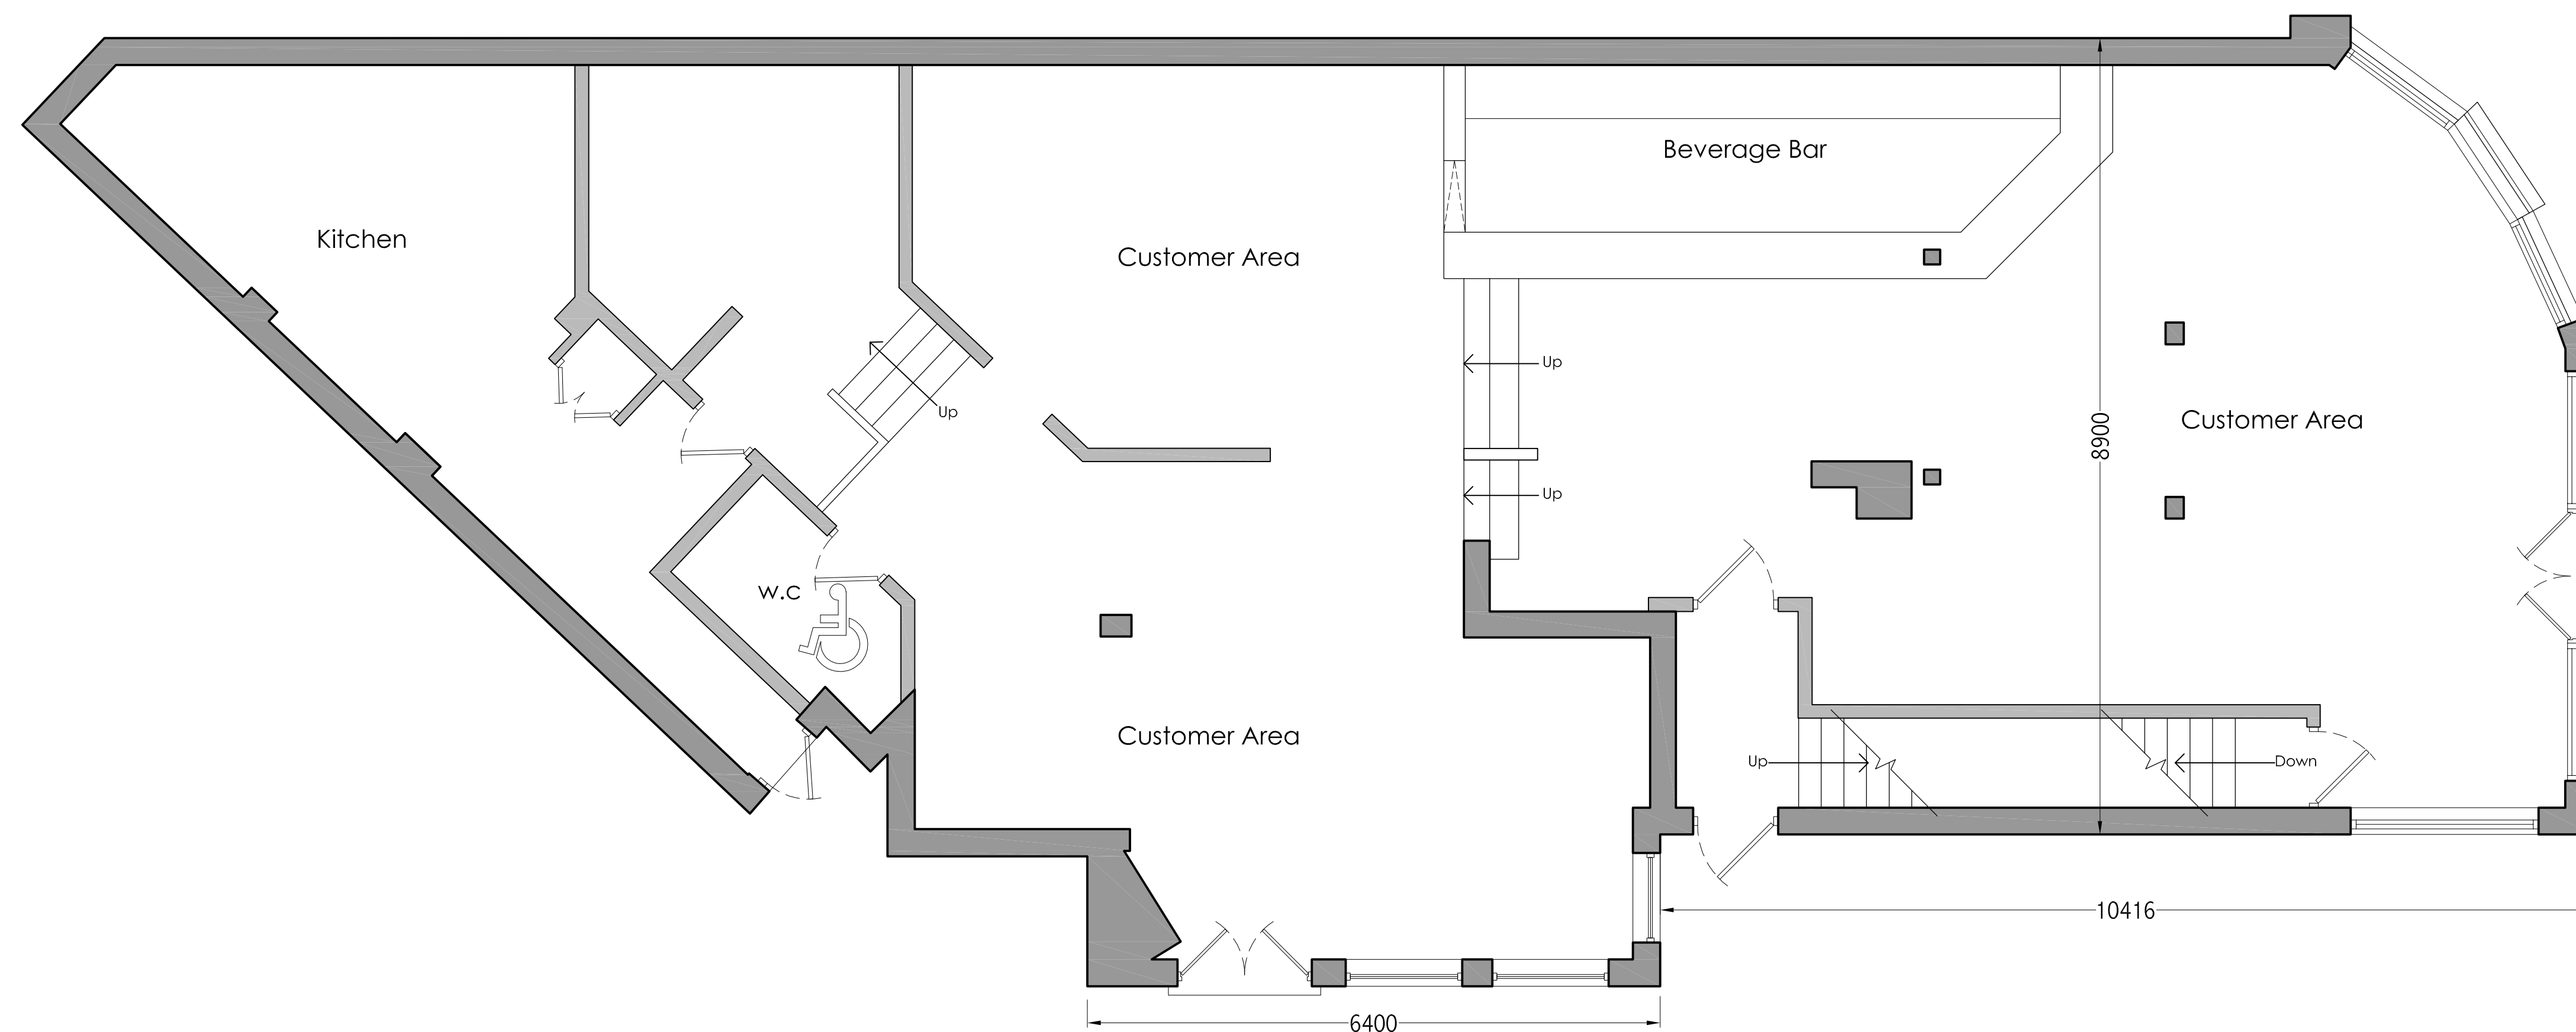 Beverage Bar
Kitchen
Customer Area
Up
Up
Customer Area
8900
Up
w.c
Customer Area
Up
Down
10416
6400